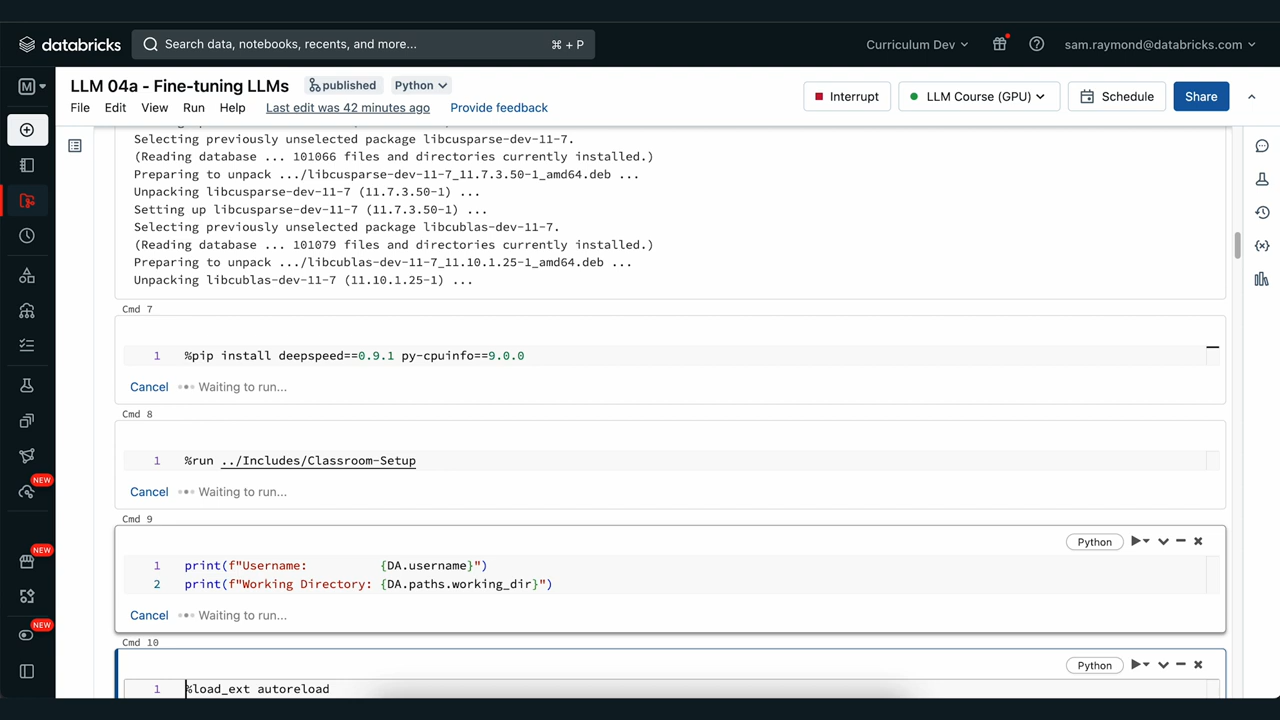 databricks
Search data, notebooks, recents, and more...
⌘ + P
Curriculum Dev
sam.raymond@databricks.com
M
LLM 04a - Fine-tuning LLMs
published
Python
File Edit View Run Help Last edit was 42 minutes ago Provide feedback
Interrupt
LLM Course (GPU)
Schedule
Share
Selecting previously unselected package libcusparse-dev-11-7.
(Reading database ... 101066 files and directories currently installed.)
Preparing to unpack .../libcusparse-dev-11-7_11.7.3.50-1_amd64.deb ...
Unpacking libcusparse-dev-11-7 (11.7.3.50-1) ...
Setting up libcusparse-dev-11-7 (11.7.3.50-1) ...
Selecting previously unselected package libcublas-dev-11-7.
(Reading database ... 101079 files and directories currently installed.)
Preparing to unpack .../libcublas-dev-11-7_11.10.1.25-1_amd64.deb ...
Unpacking libcublas-dev-11-7 (11.10.1.25-1) ...
Cmd 7
1 %pip install deepspeed==0.9.1 py-cpuinfo==9.0.0
Cancel Waiting to run...
Cmd 8
1 %run ../Includes/Classroom-Setup
Cancel Waiting to run...
NEW
Cmd 9
Python
1 print(f"Username:          {DA.username}")
2 print(f"Working Directory: {DA.paths.working_dir}")
NEW
Cancel Waiting to run...
NEW
Cmd 10
Python
1 %load_ext autoreload